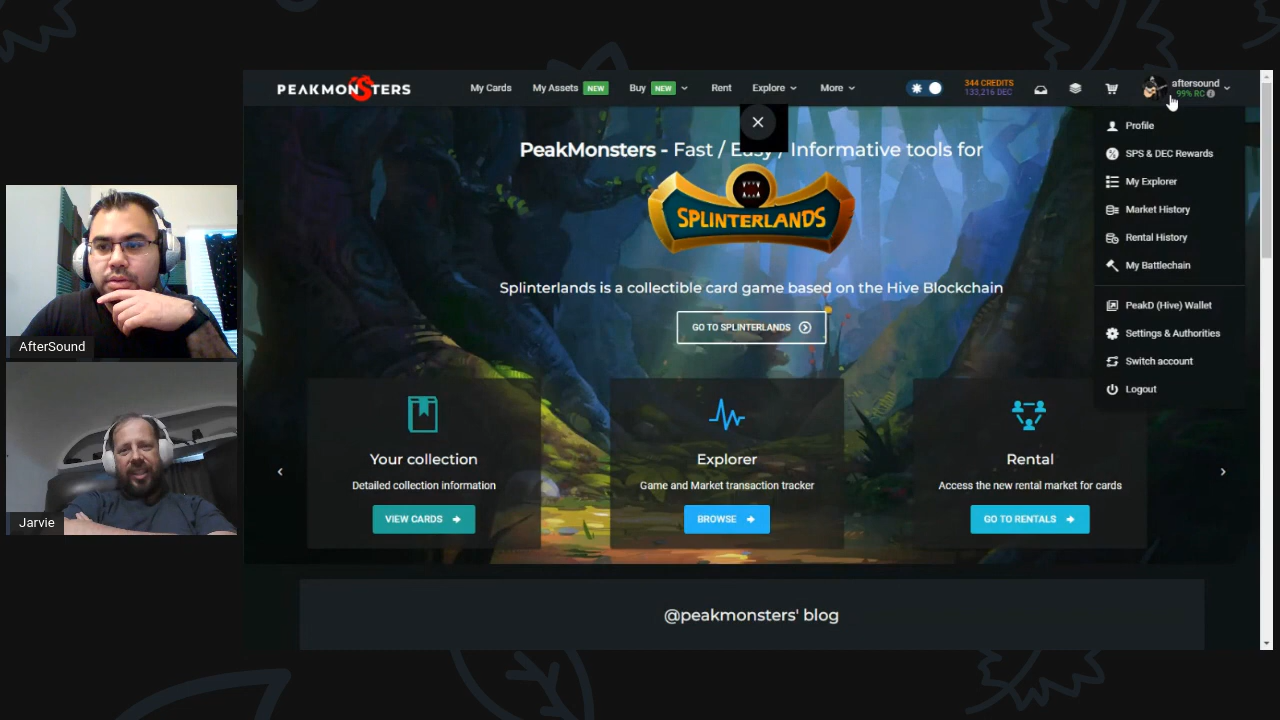 PEAKMONSTERS
My Cards
My Assets NEW
Buy NEW
Rent
Explore
More
344 CREDITS
133,216 DEC
aftersound
99% RC
Profile
SPS & DEC Rewards
My Explorer
Market History
Rental History
My Battlechain
PeakD (Hive) Wallet
Settings & Authorities
Switch account
Logout
PeakMonsters - Fast / Easy / Informative tools for
SPLINTERLANDS
Splinterlands is a collectible card game based on the Hive Blockchain
GO TO SPLINTERLANDS
AfterSound
Jarvie
Your collection
Detailed collection information
VIEW CARDS
Explorer
Game and Market transaction tracker
BROWSE
Rental
Access the new rental market for cards
GO TO RENTALS
@peakmonsters' blog